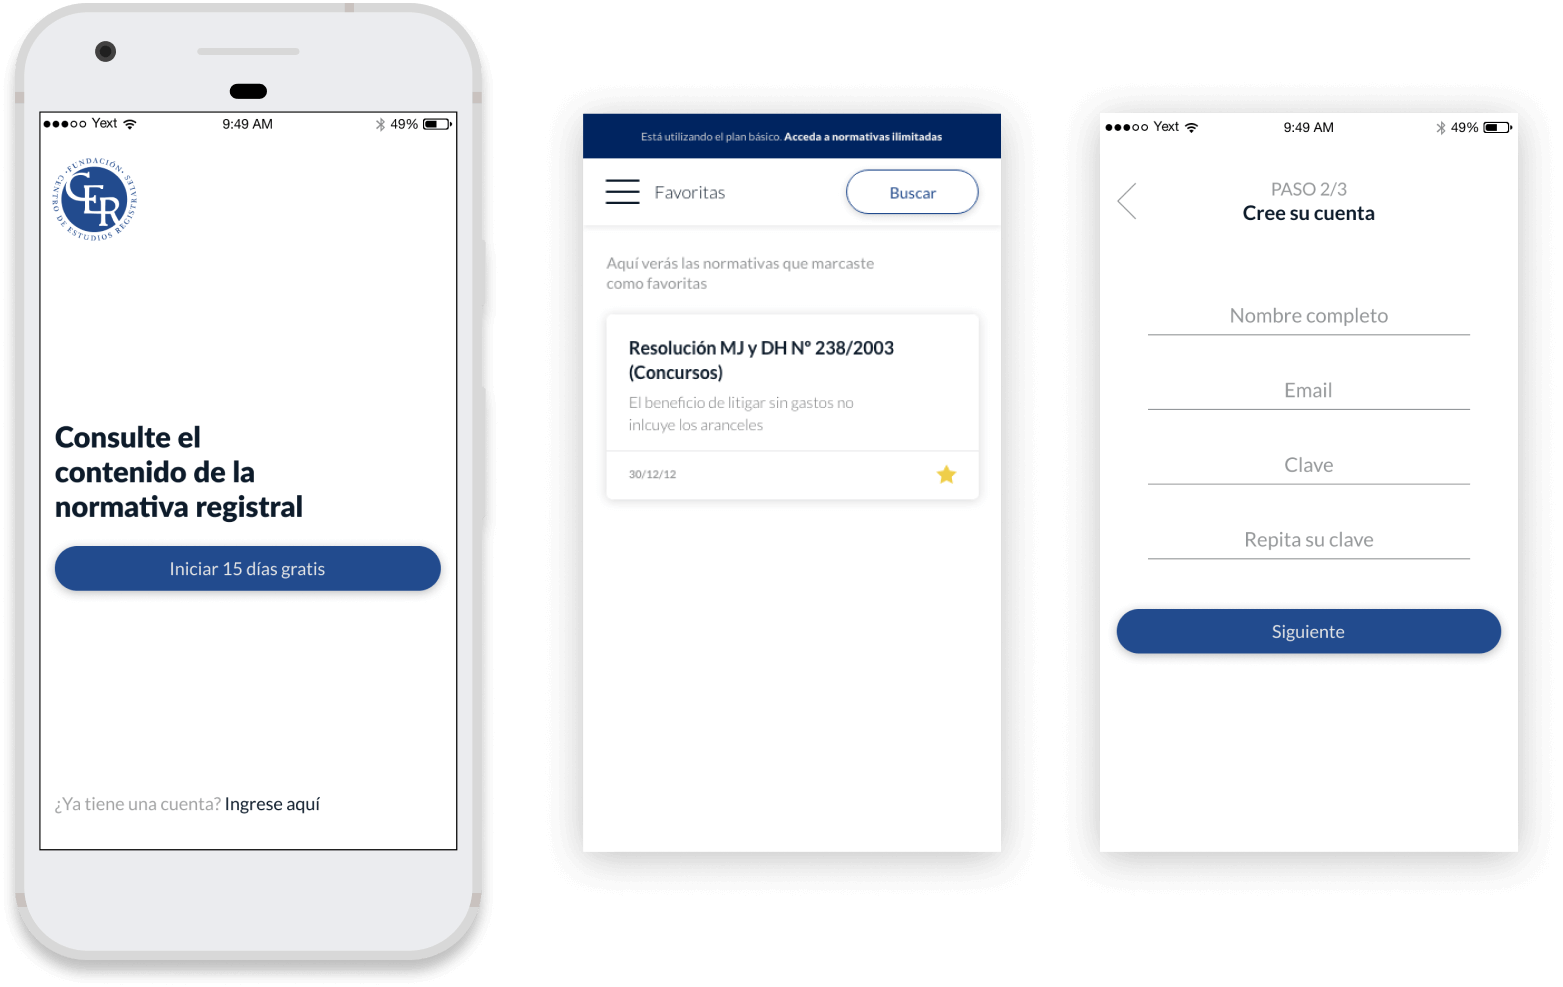 ●●●○○ Yext 9:49 AM 49%
FUNDACIÓN
CENTRO DE ESTUDIOS REGISTRALES
CER
Consulte el
contenido de la
normativa registral
Iniciar 15 días gratis
¿Ya tiene una cuenta? Ingrese aquí
Está utilizando el plan básico. Acceda a normativas ilimitadas
Favoritas
Buscar
Aquí verás las normativas que marcaste
como favoritas
Resolución MJ y DH Nº 238/2003
(Concursos)
El beneficio de litigar sin gastos no
inlcuye los aranceles
30/12/12
●●●○○ Yext 9:49 AM 49%
PASO 2/3
Cree su cuenta
Nombre completo
Email
Clave
Repita su clave
Siguiente